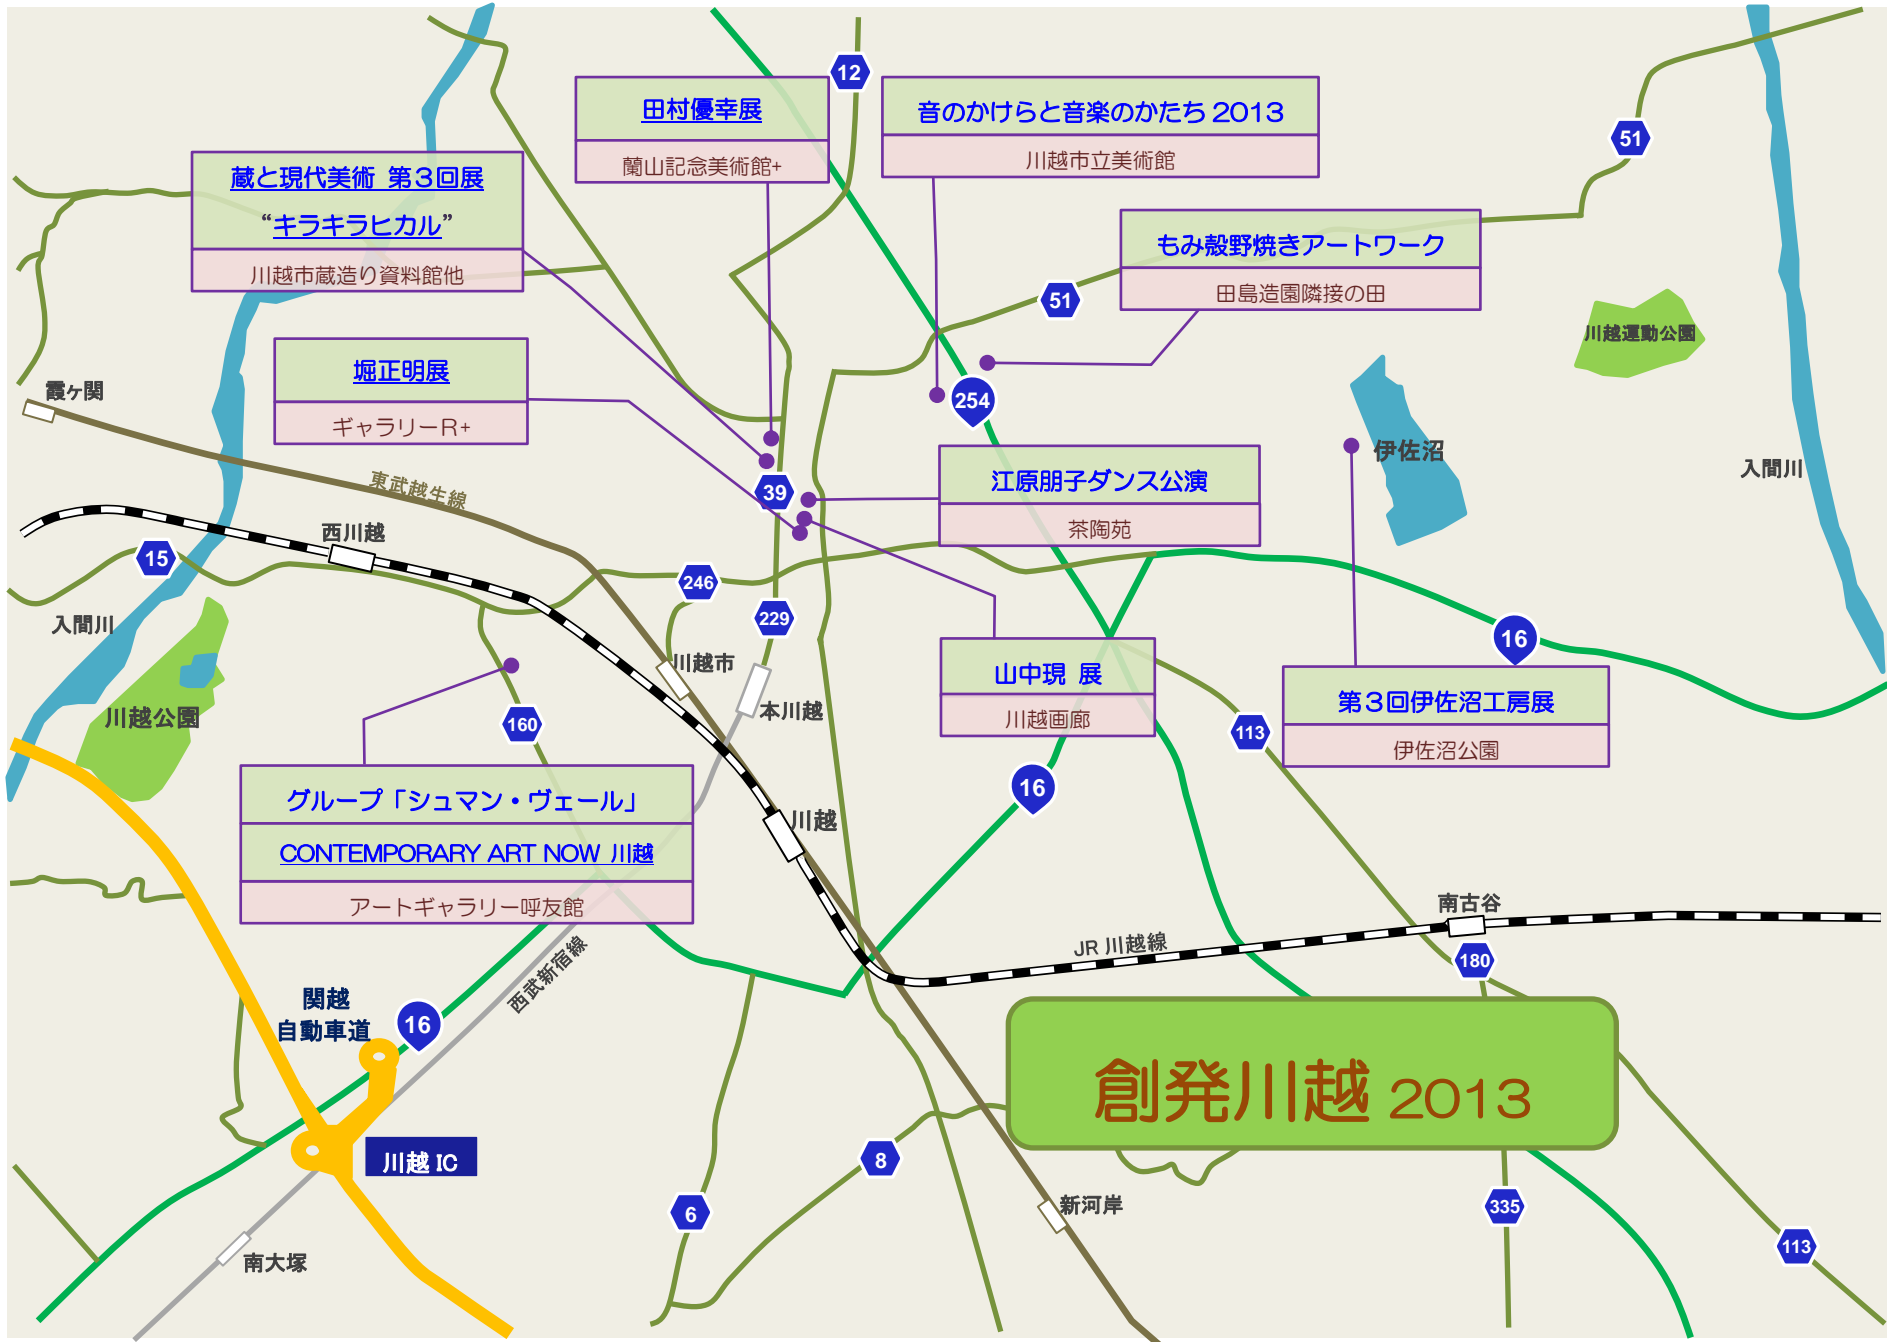 12
田村優幸展
蘭山記念美術館+
音のかけらと音楽のかたち 2013
川越市立美術館
51
蔵と現代美術 第3回展
“キラキラヒカル”
川越市蔵造り資料館他
もみ殻野焼きアートワーク
田島造園隣接の田
51
川越運動公園
堀正明展
ギャラリーR+
霞ヶ関
254
伊佐沼
入間川
東武越生線
江原朋子ダンス公演
茶陶苑
39
西川越
15
246
229
入間川
16
川越市
山中現 展
川越画廊
第3回伊佐沼工房展
伊佐沼公園
川越公園
160
本川越
113
16
グループ「シュマン・ヴェール」
CONTEMPORARY ART NOW 川越
アートギャラリー呼友館
川越
南古谷
JR 川越線
180
西武新宿線
関越
自動車道
16
創発川越 2013
川越 IC
8
6
新河岸
335
南大塚
113